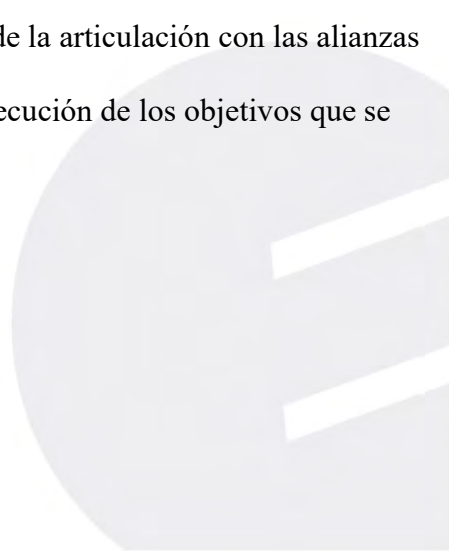 de la articulación con las alianzas
ecución de los objetivos que se